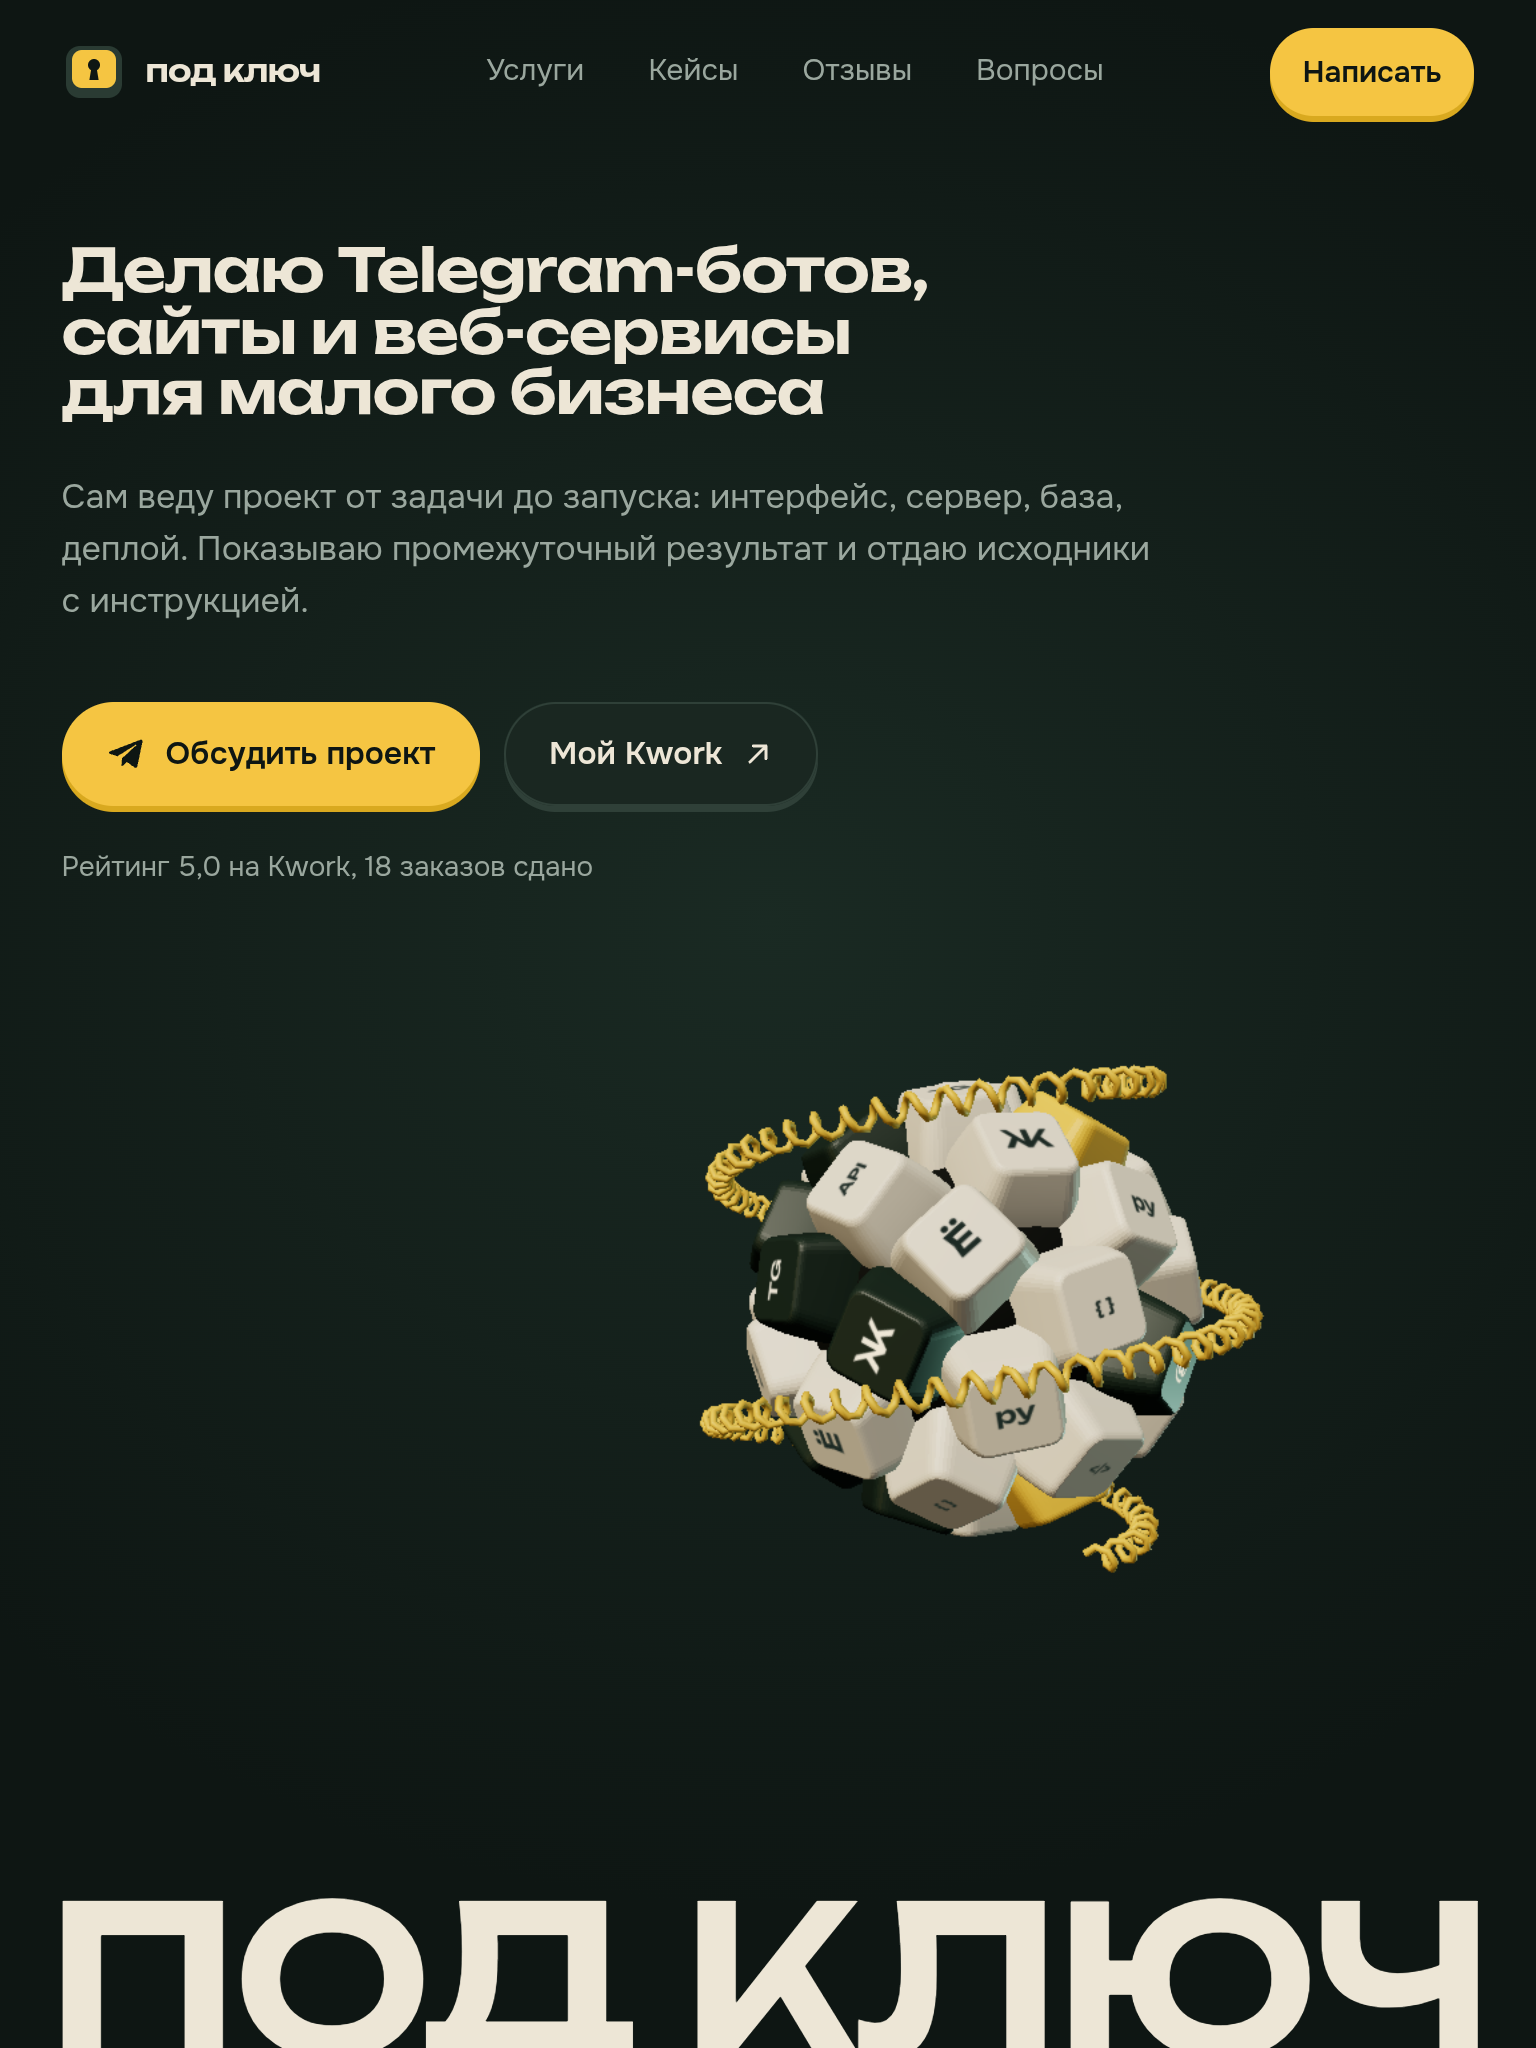 под ключ
Услуги
Кейсы
Отзывы
Вопросы
Написать
Делаю Telegram-ботов,
сайты и веб-сервисы
для малого бизнеса
Сам веду проект от задачи до запуска: интерфейс, сервер, база,
деплой. Показываю промежуточный результат и отдаю исходники
с инструкцией.
Обсудить проект
Мой Kwork
Рейтинг 5,0 на Kwork, 18 заказов сдано
API
ру
Ё
TG
{}
ру
ПОД КЛЮЧ